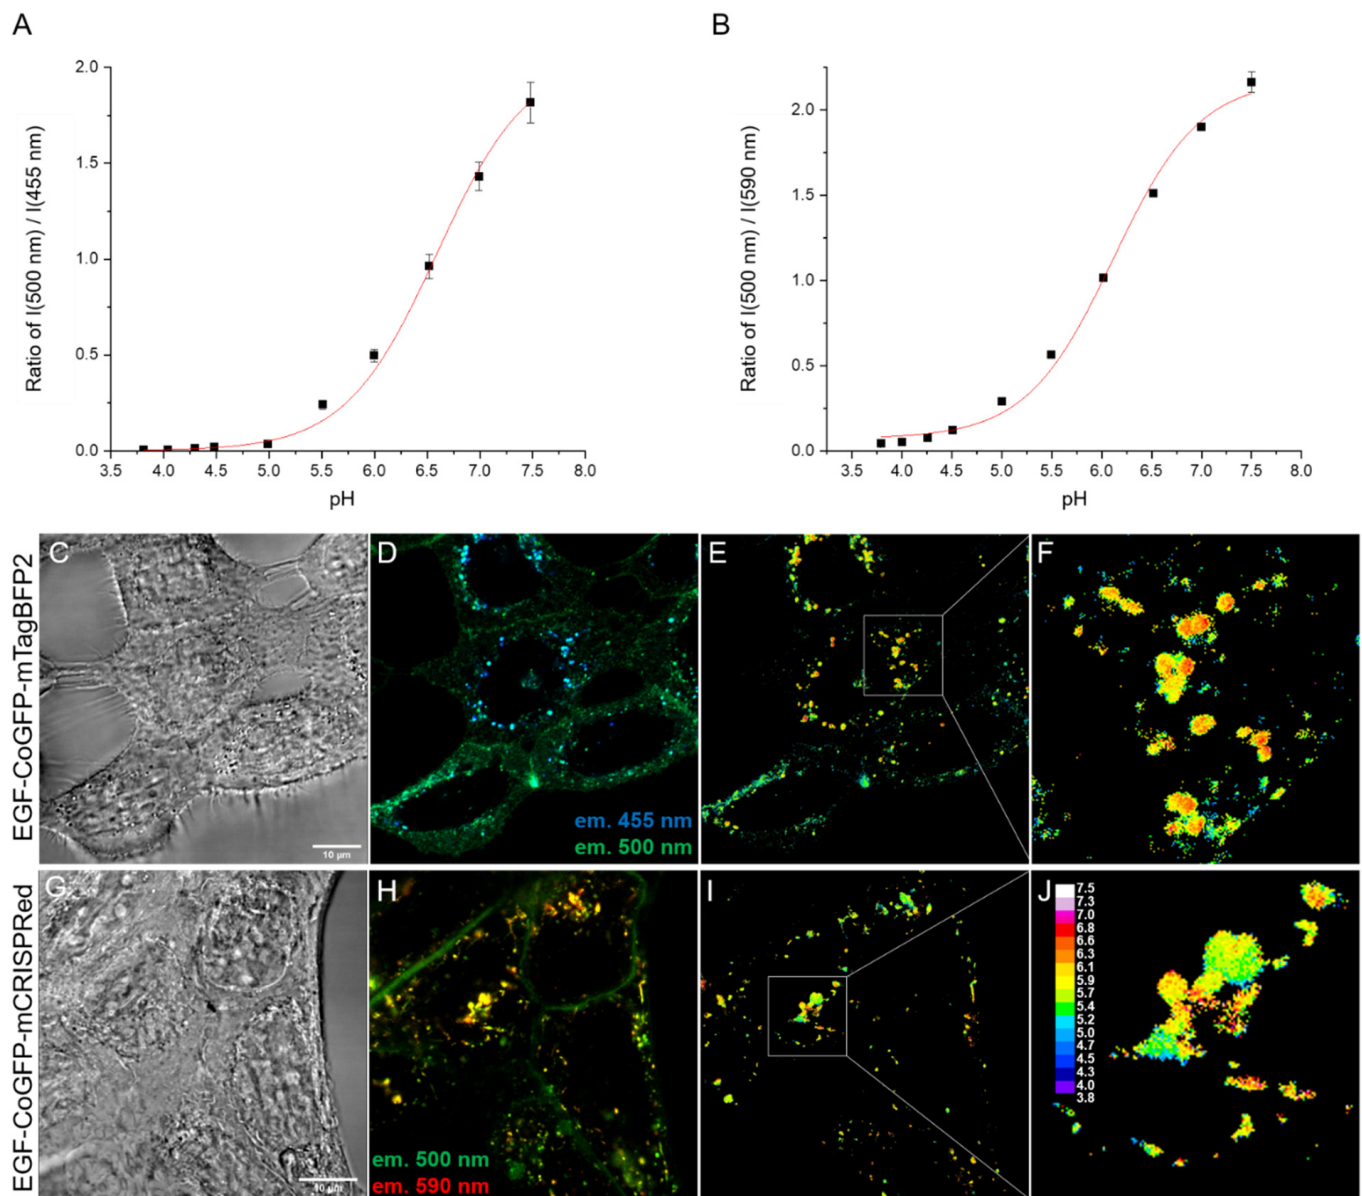 A
B
Ratio of I(500 nm) / I(455 nm)
2.0
1.5
1.0
0.5
0.0
3.5 4.0 4.5 5.0 5.5 6.0 6.5 7.0 7.5 8.0
pH
Ratio of I(500 nm) / I(590 nm)
2.0
1.5
1.0
0.5
0.0
3.5 4.0 4.5 5.0 5.5 6.0 6.5 7.0 7.5 8.0
pH
EGF-CoGFP-mTagBFP2
C
10 µm
D
em. 455 nm
em. 500 nm
E
F
EGF-CoGFP-mCRISPRed
G
10 µm
H
em. 500 nm
em. 590 nm
I
J
7.5
7.3
7.0
6.8
6.6
6.3
6.1
5.9
5.7
5.4
5.2
5.0
4.7
4.5
4.3
4.0
3.8